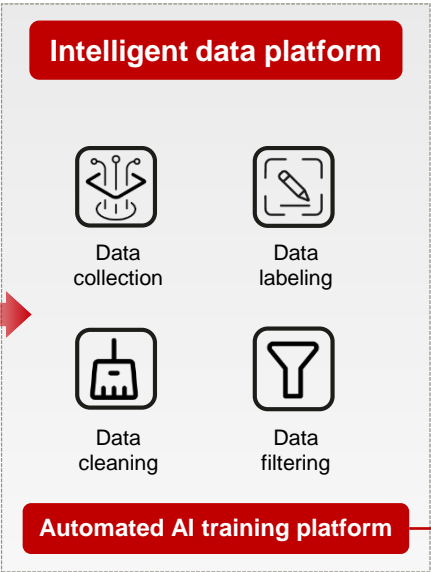 Intelligent data platform
Data
collection
Data
labeling
Data
cleaning
Data
filtering
Automated AI training platform